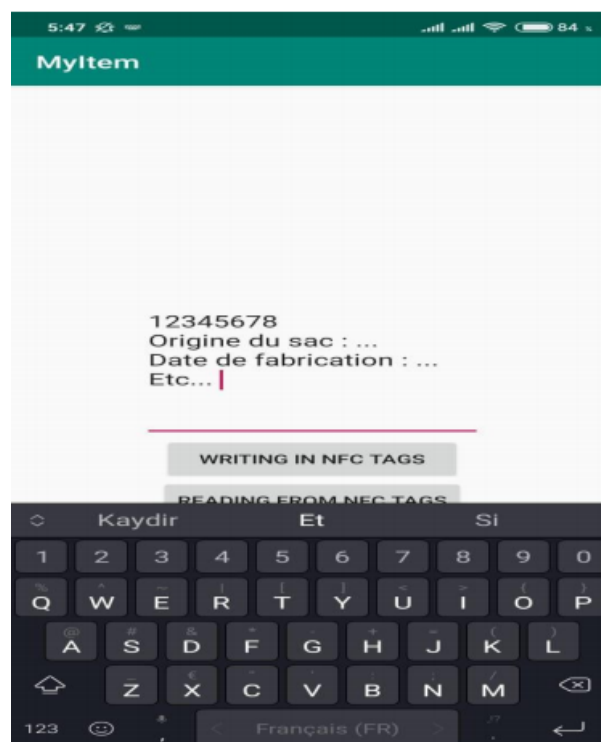 5:47 84
MyItem
12345678
Origine du sac : ...
Date de fabrication : ...
Etc...
WRITING IN NFC TAGS
READING FROM NFC TAGS
Kaydir Et Si
1 2 3 4 5 6 7 8 9 0
Q W E R T Y U I O P
A S D F G H J K L
Z X C V B N M
123 , < Français (FR) > .